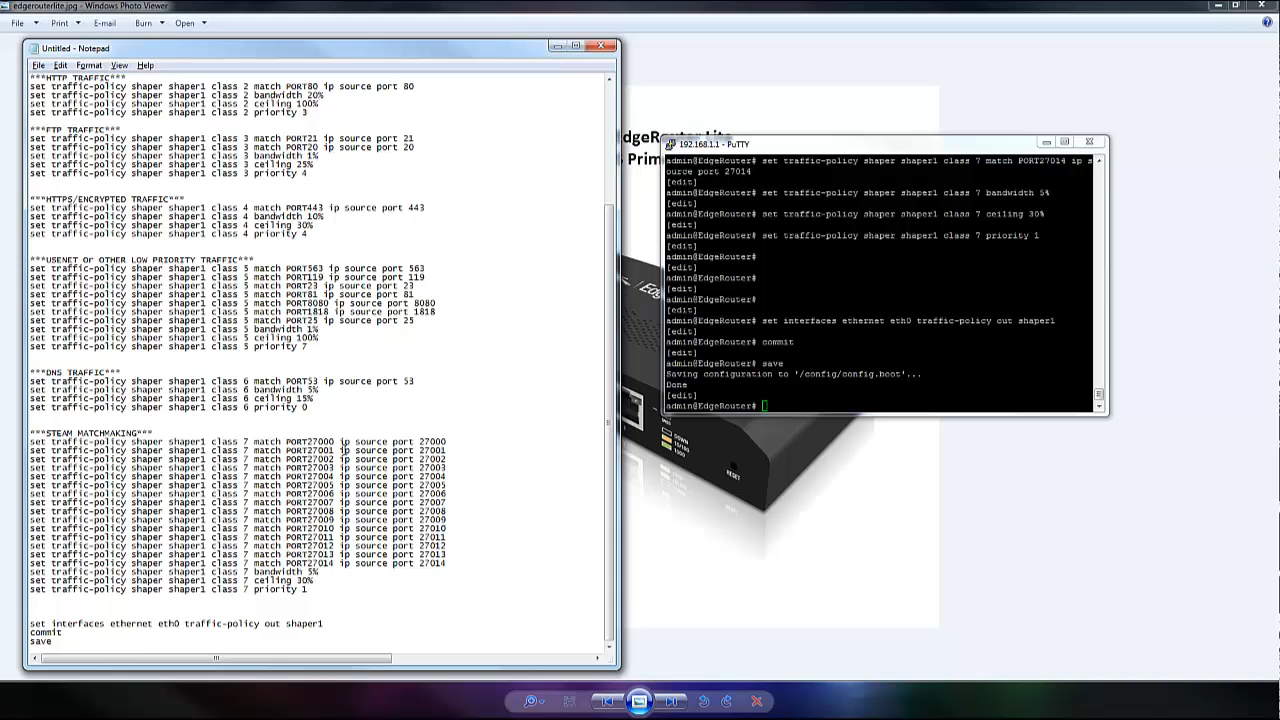 edgerouterlite.jpg - Windows Photo Viewer
File Print E-mail Burn Open
Untitled - Notepad
File Edit Format View Help
***HTTP TRAFFIC***
set traffic-policy shaper shaper1 class 2 match PORT80 ip source port 80
set traffic-policy shaper shaper1 class 2 bandwidth 20%
set traffic-policy shaper shaper1 class 2 ceiling 100%
set traffic-policy shaper shaper1 class 2 priority 3
***FTP TRAFFIC***
set traffic-policy shaper shaper1 class 3 match PORT21 ip source port 21
set traffic-policy shaper shaper1 class 3 match PORT20 ip source port 20
set traffic-policy shaper shaper1 class 3 bandwidth 1%
set traffic-policy shaper shaper1 class 3 ceiling 25%
set traffic-policy shaper shaper1 class 3 priority 4
***HTTPS/ENCRYPTED TRAFFIC***
set traffic-policy shaper shaper1 class 4 match PORT443 ip source port 443
set traffic-policy shaper shaper1 class 4 bandwidth 10%
set traffic-policy shaper shaper1 class 4 ceiling 30%
set traffic-policy shaper shaper1 class 4 priority 4
***USENET OF OTHER LOW PRIORITY TRAFFIC***
set traffic-policy shaper shaper1 class 5 match PORT563 ip source port 563
set traffic-policy shaper shaper1 class 5 match PORT119 ip source port 119
set traffic-policy shaper shaper1 class 5 match PORT23 ip source port 23
set traffic-policy shaper shaper1 class 5 match PORT81 ip source port 81
set traffic-policy shaper shaper1 class 5 match PORT8080 ip source port 8080
set traffic-policy shaper shaper1 class 5 match PORT1818 ip source port 1818
set traffic-policy shaper shaper1 class 5 match PORT25 ip source port 25
set traffic-policy shaper shaper1 class 5 bandwidth 1%
set traffic-policy shaper shaper1 class 5 ceiling 100%
set traffic-policy shaper shaper1 class 5 priority 7
***DNS TRAFFIC***
set traffic-policy shaper shaper1 class 6 match PORT53 ip source port 53
set traffic-policy shaper shaper1 class 6 bandwidth 5%
set traffic-policy shaper shaper1 class 6 ceiling 15%
set traffic-policy shaper shaper1 class 6 priority 0
***STEAM MATCHMAKING***
set traffic-policy shaper shaper1 class 7 match PORT27000 ip source port 27000
set traffic-policy shaper shaper1 class 7 match PORT27001 ip source port 27001
set traffic-policy shaper shaper1 class 7 match PORT27002 ip source port 27002
set traffic-policy shaper shaper1 class 7 match PORT27003 ip source port 27003
set traffic-policy shaper shaper1 class 7 match PORT27004 ip source port 27004
set traffic-policy shaper shaper1 class 7 match PORT27005 ip source port 27005
set traffic-policy shaper shaper1 class 7 match PORT27006 ip source port 27006
set traffic-policy shaper shaper1 class 7 match PORT27007 ip source port 27007
set traffic-policy shaper shaper1 class 7 match PORT27008 ip source port 27008
set traffic-policy shaper shaper1 class 7 match PORT27009 ip source port 27009
set traffic-policy shaper shaper1 class 7 match PORT27010 ip source port 27010
set traffic-policy shaper shaper1 class 7 match PORT27011 ip source port 27011
set traffic-policy shaper shaper1 class 7 match PORT27012 ip source port 27012
set traffic-policy shaper shaper1 class 7 match PORT27013 ip source port 27013
set traffic-policy shaper shaper1 class 7 match PORT27014 ip source port 27014
set traffic-policy shaper shaper1 class 7 bandwidth 5%
set traffic-policy shaper shaper1 class 7 ceiling 30%
set traffic-policy shaper shaper1 class 7 priority 1
set interfaces ethernet eth0 traffic-policy out shaper1
commit
save
192.168.1.1 - PuTTY
admin@EdgeRouter# set traffic-policy shaper shaper1 class 7 match PORT27014 ip s
ource port 27014
[edit]
admin@EdgeRouter# set traffic-policy shaper shaper1 class 7 bandwidth 5%
[edit]
admin@EdgeRouter# set traffic-policy shaper shaper1 class 7 ceiling 30%
[edit]
admin@EdgeRouter# set traffic-policy shaper shaper1 class 7 priority 1
[edit]
admin@EdgeRouter#
[edit]
admin@EdgeRouter#
[edit]
admin@EdgeRouter#
[edit]
admin@EdgeRouter# set interfaces ethernet eth0 traffic-policy out shaper1
[edit]
admin@EdgeRouter# commit
[edit]
admin@EdgeRouter# save
Saving configuration to '/config/config.boot'...
Done
[edit]
admin@EdgeRouter#
DOWN
10/100
1000
RESET